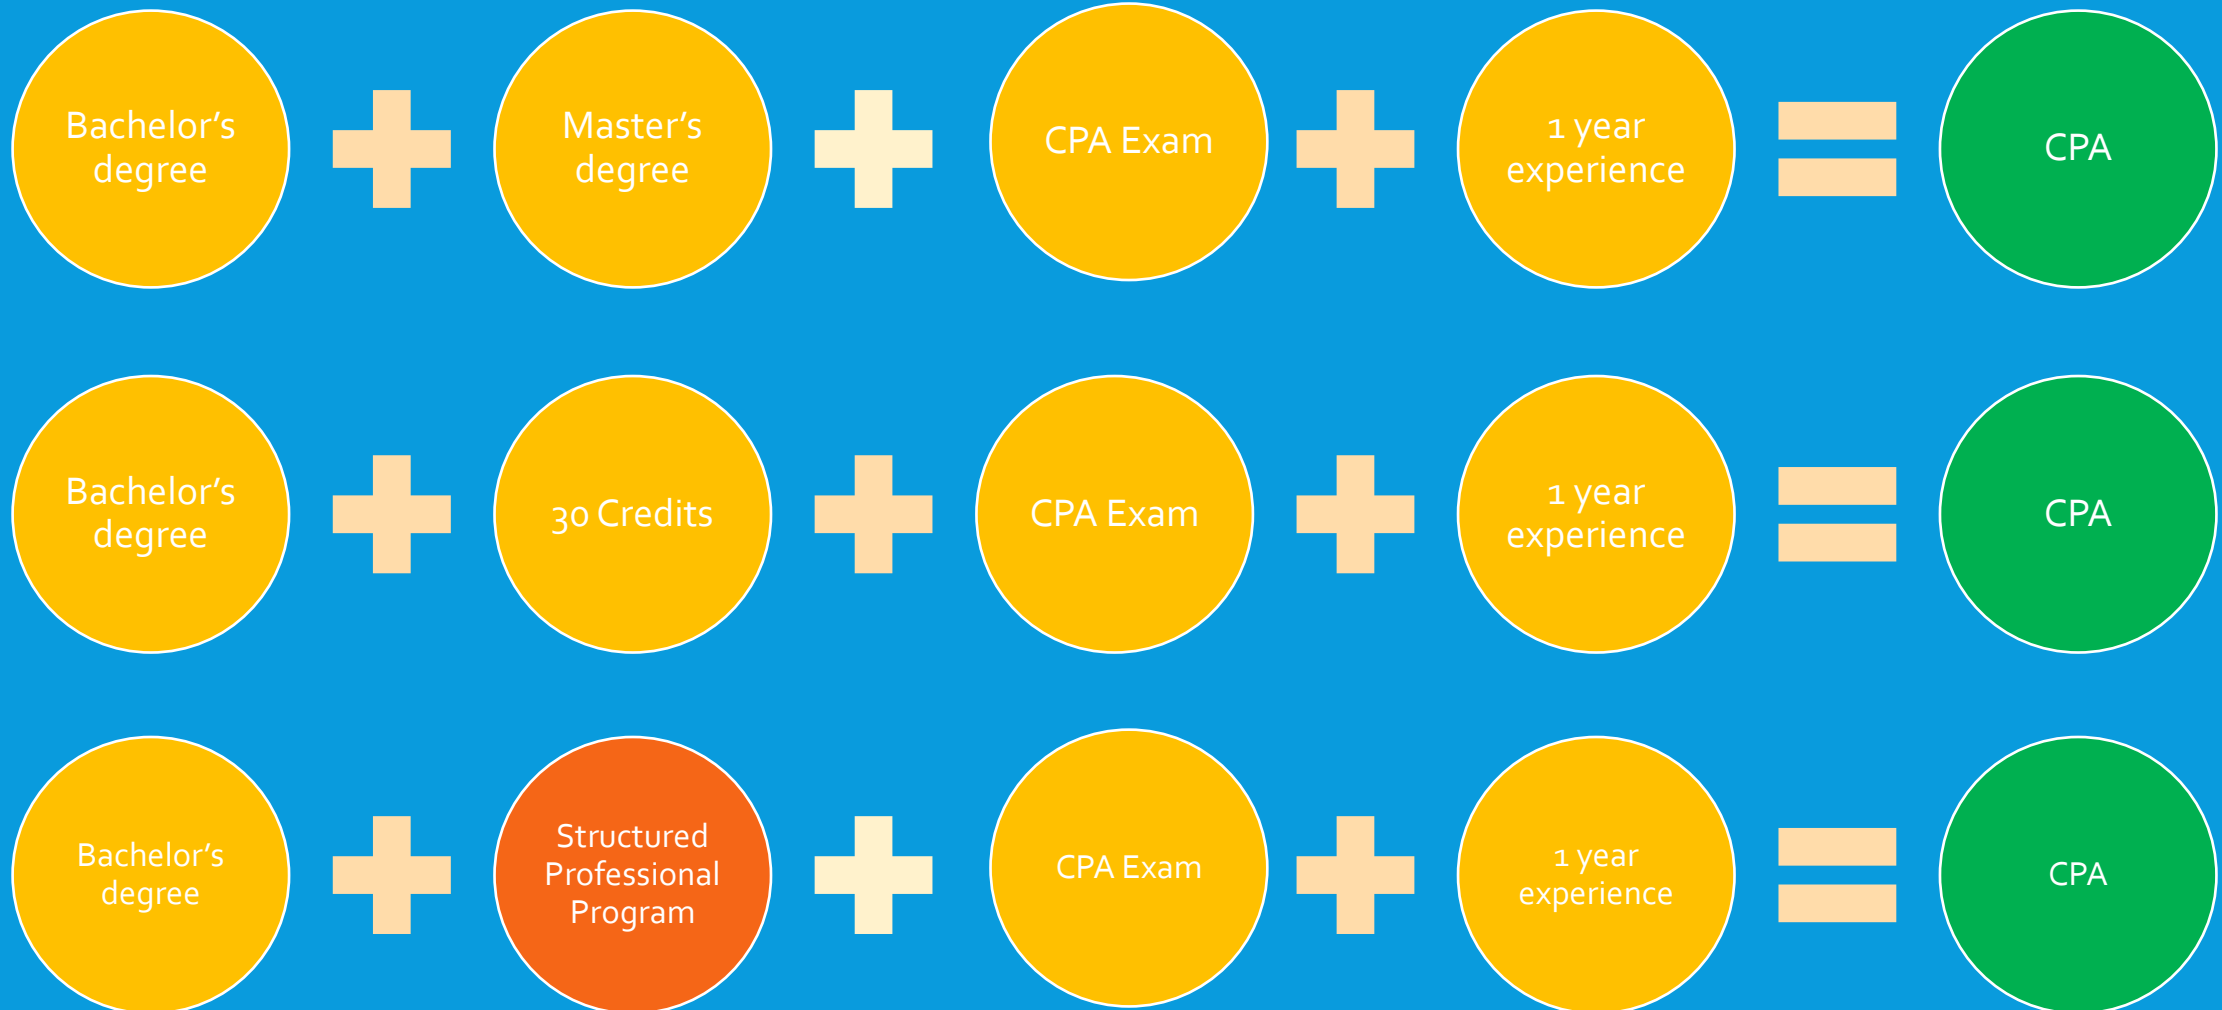 Bachelor’s
degree
Master’s
degree
CPA Exam
1 year
experience
CPA
Bachelor’s
degree
30 Credits
CPA Exam
1 year
experience
CPA
Bachelor’s
degree
Structured
Professional
Program
CPA Exam
1 year
experience
CPA